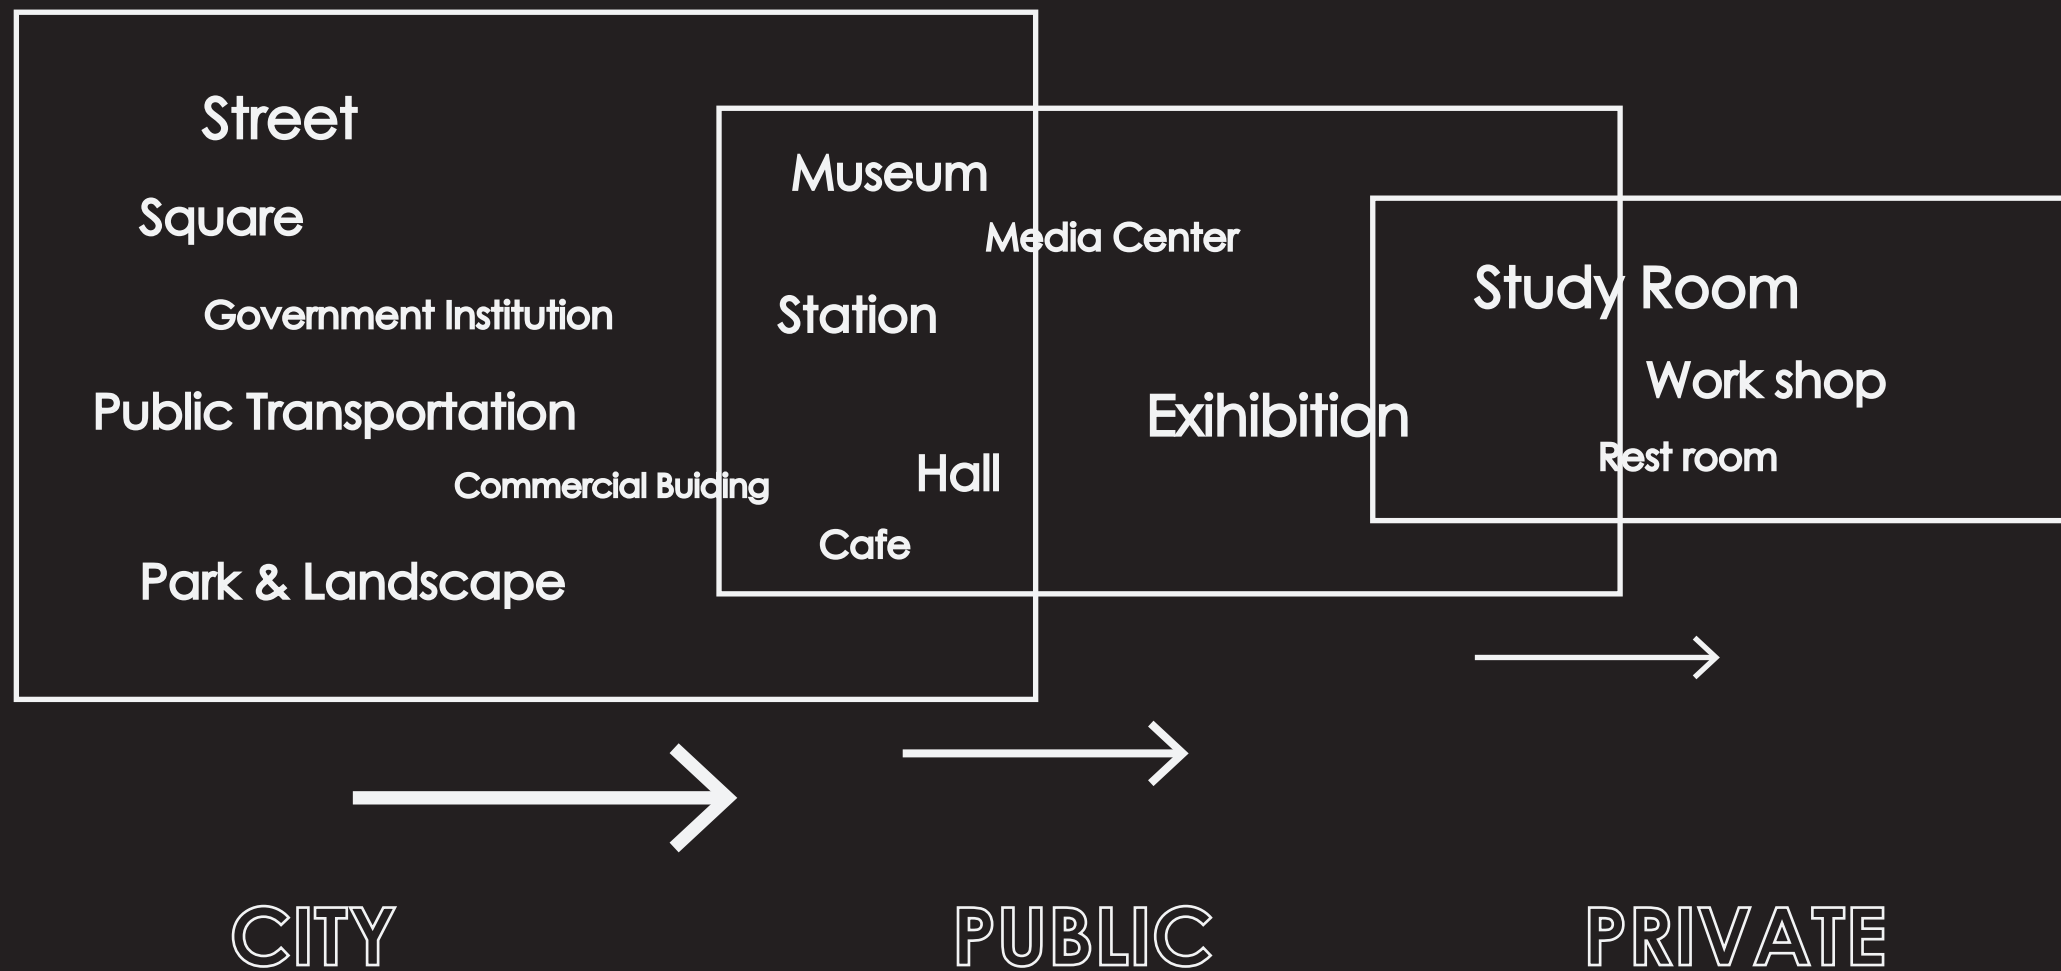 Street
Square
Government Institution
Public Transportation
Commercial Buiding
Park & Landscape
Museum
Media Center
Station
Hall
Cafe
Exihibition
Study Room
Work shop
Rest room
CITY
PUBLIC
PRIVATE